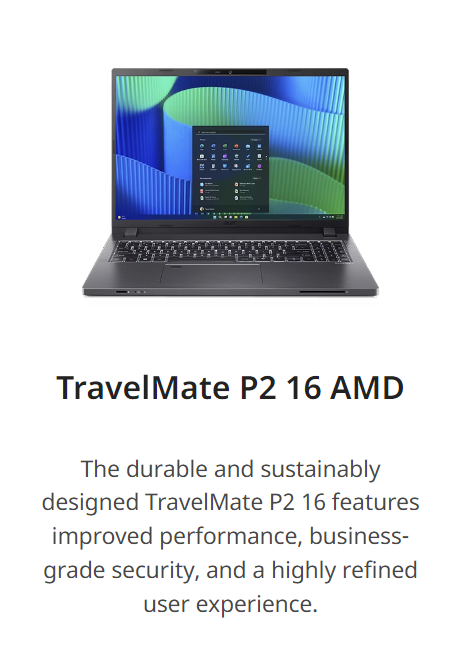 TravelMate P2 16 AMD
The durable and sustainably
designed TravelMate P2 16 features
improved performance, business-
grade security, and a highly refined
user experience.